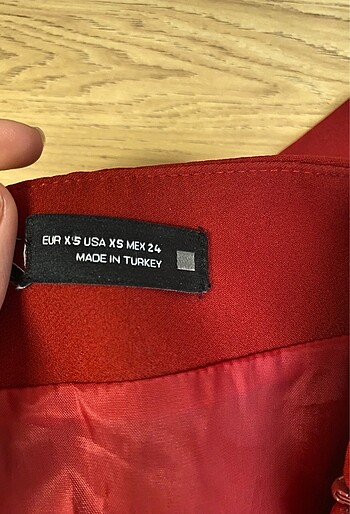 EUR XS USA XS MEX 24
MADE IN TURKEY